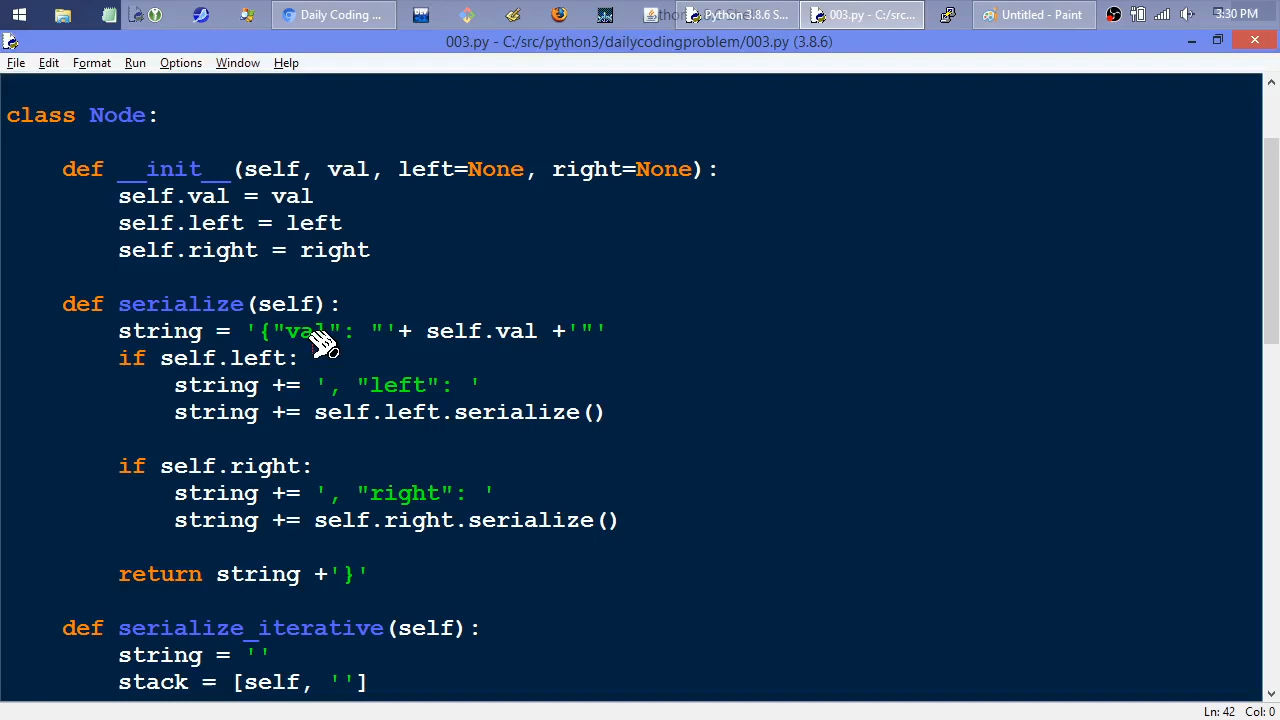 Daily Coding ...
Python 3.8.6 S...
003.py - C:/src...
Untitled - Paint
3:30 PM
003.py - C:/src/python3/dailycodingproblem/003.py (3.8.6)
File Edit Format Run Options Window Help
class Node:
    def __init__(self, val, left=None, right=None):
        self.val = val
        self.left = left
        self.right = right
    def serialize(self):
        string = '{"val": "'+ self.val +'"'
        if self.left:
            string += ', "left": '
            string += self.left.serialize()
        if self.right:
            string += ', "right": '
            string += self.right.serialize()
        return string +'}'
    def serialize_iterative(self):
        string = ''
        stack = [self, '']
Ln: 42 Col: 0